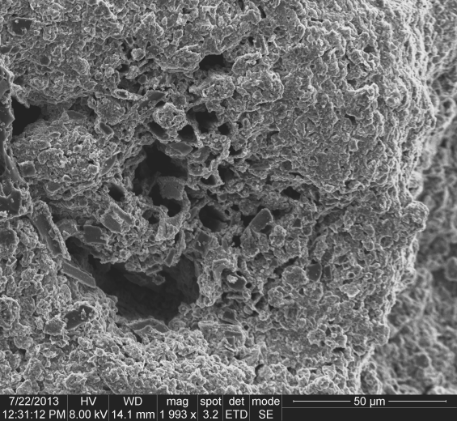 7/22/2013 HV WD mag spot det mode 50 µm
12:31:12 PM 8.00 kV 14.1 mm 1 993 x 3.2 ETD SE